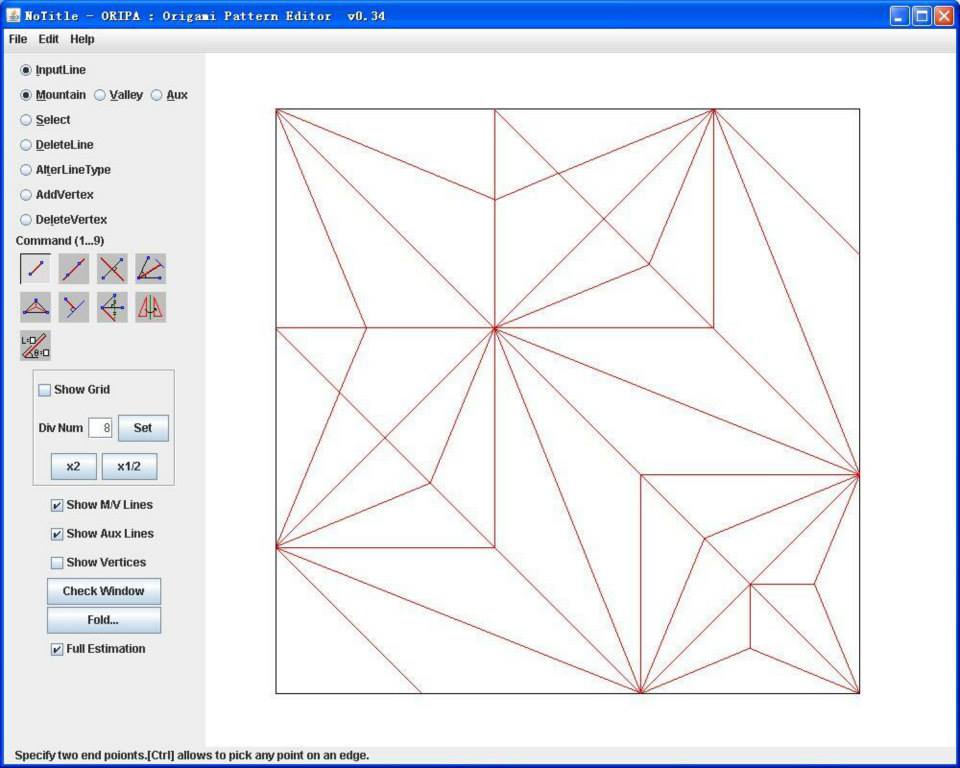 NoTitle - ORIPA : Origami Pattern Editor  v0.34
File Edit Help
InputLine
Mountain Valley Aux
Select
DeleteLine
AlterLineType
AddVertex
DeleteVertex
Command (1...9)
Show Grid
Div Num 8 Set
x2 x1/2
Show M/V Lines
Show Aux Lines
Show Vertices
Check Window
Fold...
Full Estimation
Specify two end poionts.[Ctrl] allows to pick any point on an edge.